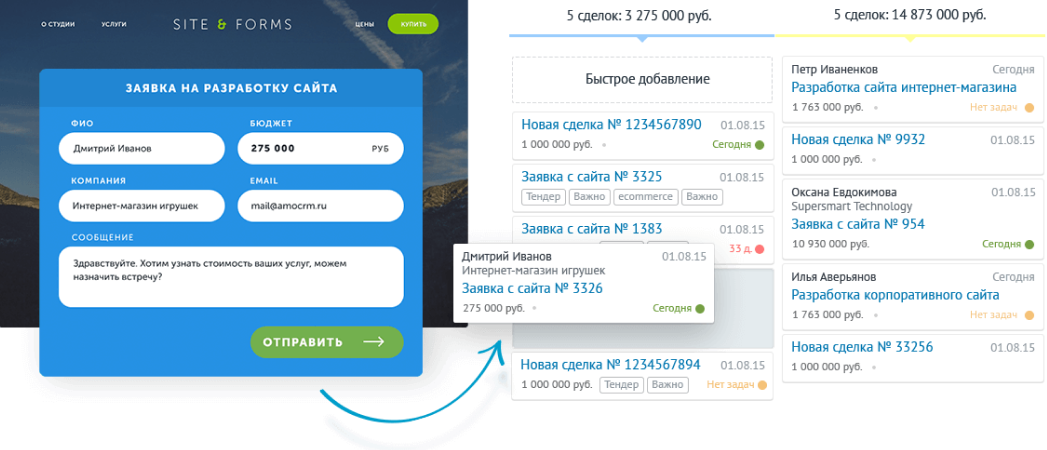 О СТУДИИ
УСЛУГИ
SITE & FORMS
ЦЕНЫ
КУПИТЬ
ЗАЯВКА НА РАЗРАБОТКУ САЙТА
ФИО
БЮДЖЕТ
Дмитрий Иванов
275 000 РУБ
КОМПАНИЯ
EMAIL
Интернет-магазин игрушек
mail@amocrm.ru
СООБЩЕНИЕ
Здравствуйте. Хотим узнать стоимость ваших услуг, можем
назначить встречу?
ОТПРАВИТЬ
5 сделок: 3 275 000 руб.
Быстрое добавление
Новая сделка № 1234567890 01.08.15
1 000 000 руб. Сегодня
Заявка с сайта № 3325 01.08.15
Тендер Важно ecommerce Важно
Заявка с сайта № 1383 01.08.15
33 д.
Дмитрий Иванов 01.08.15
Интернет-магазин игрушек
Заявка с сайта № 3326
275 000 руб. Сегодня
Новая сделка № 1234567894 01.08.15
1 000 000 руб. Тендер Важно Нет задач
5 сделок: 14 873 000 руб.
Петр Иваненков Сегодня
Разработка сайта интернет-магазина
1 763 000 руб. Нет задач
Новая сделка № 9932 01.08.15
1 000 000 руб.
Оксана Евдокимова 01.08.15
Supersmart Technology
Заявка с сайта № 954
10 930 000 руб. Сегодня
Илья Аверьянов Сегодня
Разработка корпоративного сайта
1 763 000 руб. Нет задач
Новая сделка № 33256 01.08.15
1 000 000 руб.